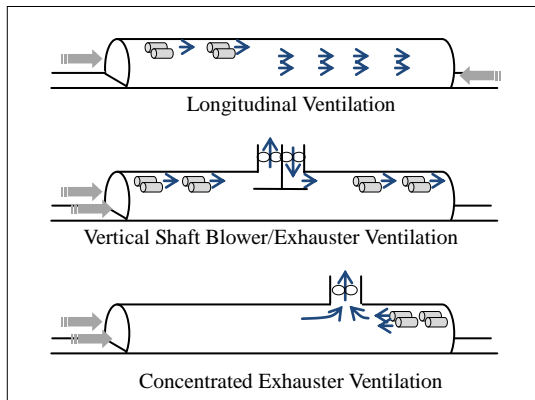 Longitudinal Ventilation
Vertical Shaft Blower/Exhauster Ventilation
Concentrated Exhauster Ventilation